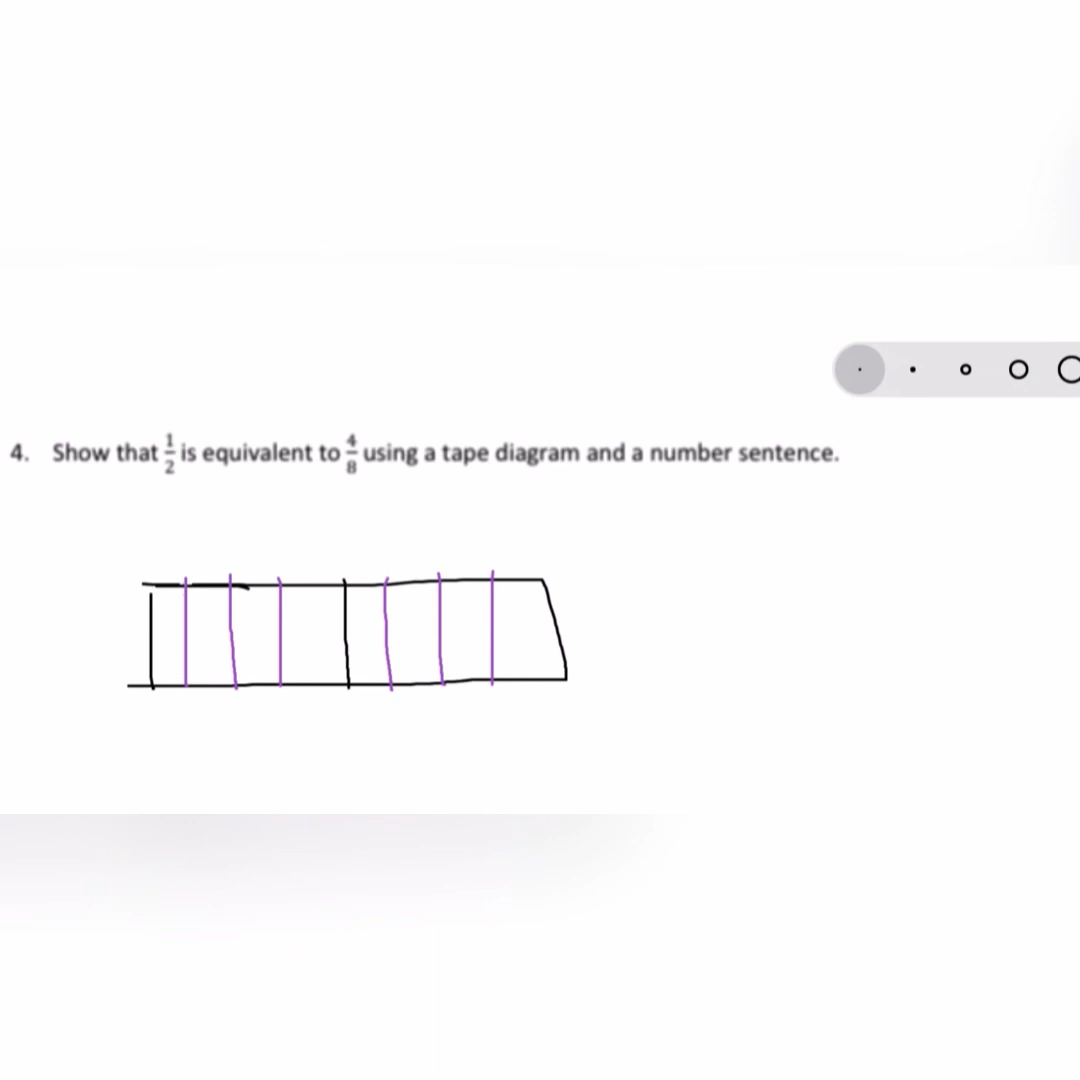 4. Show that 1/2 is equivalent to 4/8 using a tape diagram and a number sentence.